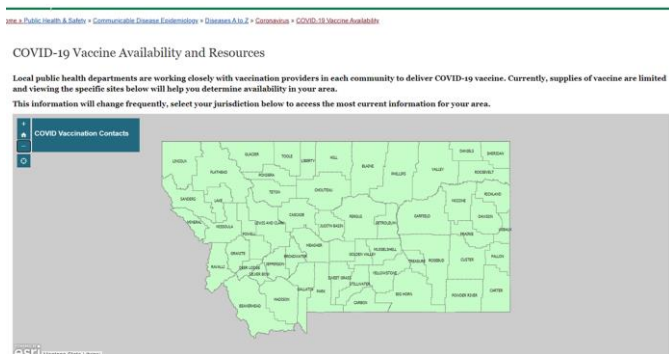 ome » Public Health & Safety » Communicable Disease Epidemiology » Diseases A to Z » Coronavirus » COVID-19 Vaccine Availability
COVID-19 Vaccine Availability and Resources
Local public health departments are working closely with vaccination providers in each community to deliver COVID-19 vaccine. Currently, supplies of vaccine are limited
and viewing the specific sites below will help you determine availability in your area.
This information will change frequently, select your jurisdiction below to access the most current information for your area.
COVID Vaccination Contacts
LINCOLN
FLATHEAD
GLACIER
TOOLE
LIBERTY
HILL
BLAINE
PHILLIPS
VALLEY
DANIELS
SHERIDAN
ROOSEVELT
PONDERA
TETON
CHOUTEAU
RICHLAND
SANDERS
LAKE
CASCADE
FERGUS
GARFIELD
MCCONE
DAWSON
MINERAL
MISSOULA
LEWIS AND CLARK
JUDITH BASIN
PETROLEUM
PRAIRIE
POWELL
MEAGHER
MUSSELSHELL
GRANITE
BROADWATER
GOLDEN VALLEY
TREASURE
ROSEBUD
CUSTER
FALLON
RAVALLI
DEER LODGE
JEFFERSON
SILVER BOW
SWEET GRASS
YELLOWSTONE
STILLWATER
GALLATIN
PARK
BIG HORN
POWDER RIVER
CARTER
BEAVERHEAD
MADISON
CARBON
esri
Montana State Library